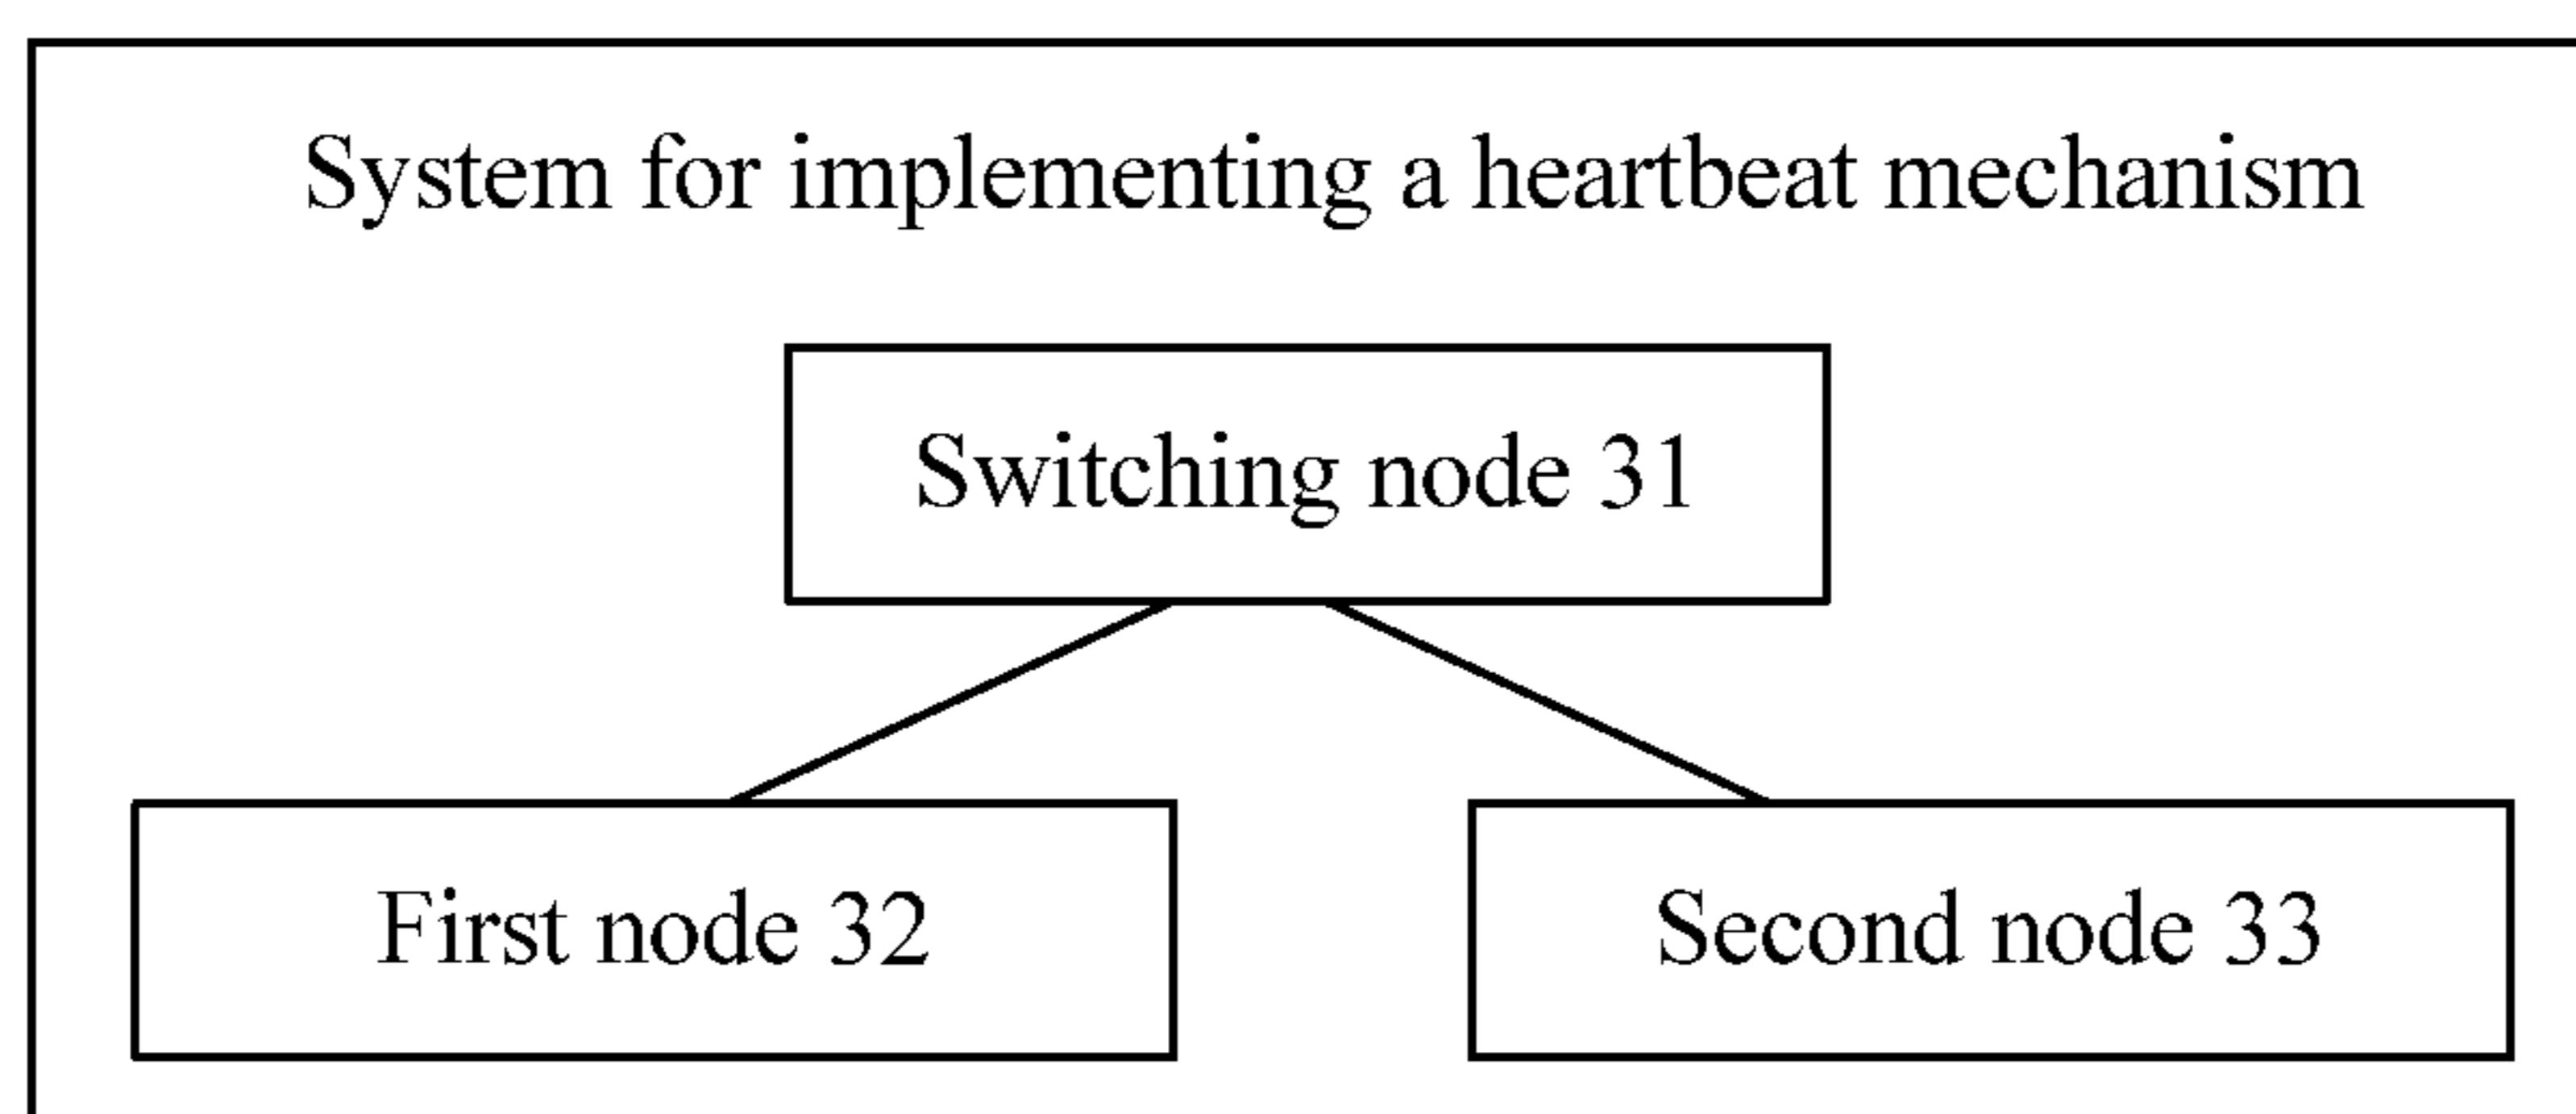 System for implementing a heartbeat mechanism
Switching node 31
First node 32
Second node 33